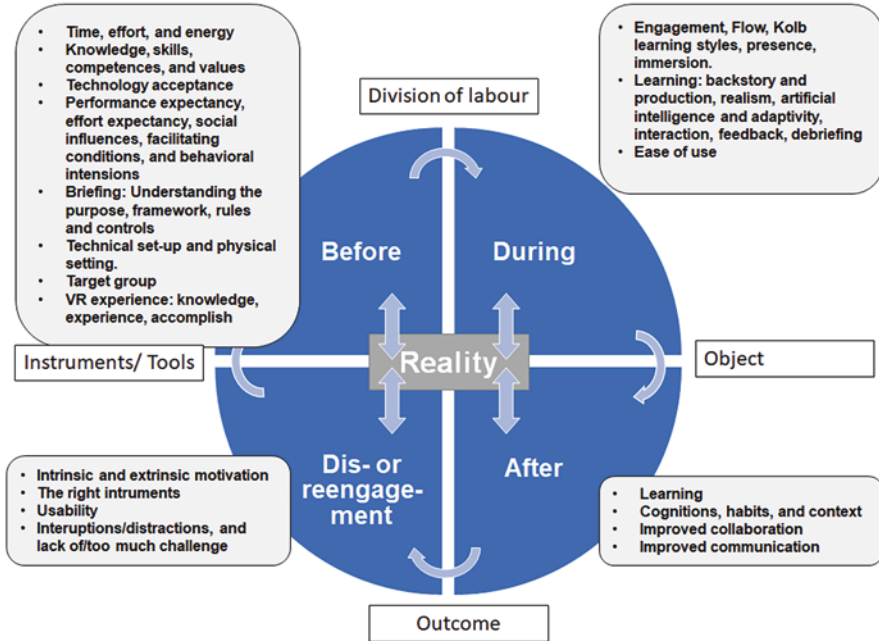 • Time, effort, and energy
• Knowledge, skills,
competences, and values
• Technology acceptance
• Performance expectancy,
effort expectancy, social
influences, facilitating
conditions, and behavioral
intensions
• Briefing: Understanding the
purpose, framework, rules
and controls
• Technical set-up and physical
setting.
• Target group
• VR experience: knowledge,
experience, accomplish
Division of labour
• Engagement, Flow, Kolb
learning styles, presence,
immersion.
• Learning: backstory and
production, realism, artificial
intelligence and adaptivity,
interaction, feedback, debriefing
• Ease of use
Before
During
Instruments/ Tools
Reality
Object
Dis- or
reengage-
ment
After
• Intrinsic and extrinsic motivation
• The right intruments
• Usability
• Interuptions/distractions, and
lack of/too much challenge
• Learning
• Cognitions, habits, and context
• Improved collaboration
• Improved communication
Outcome